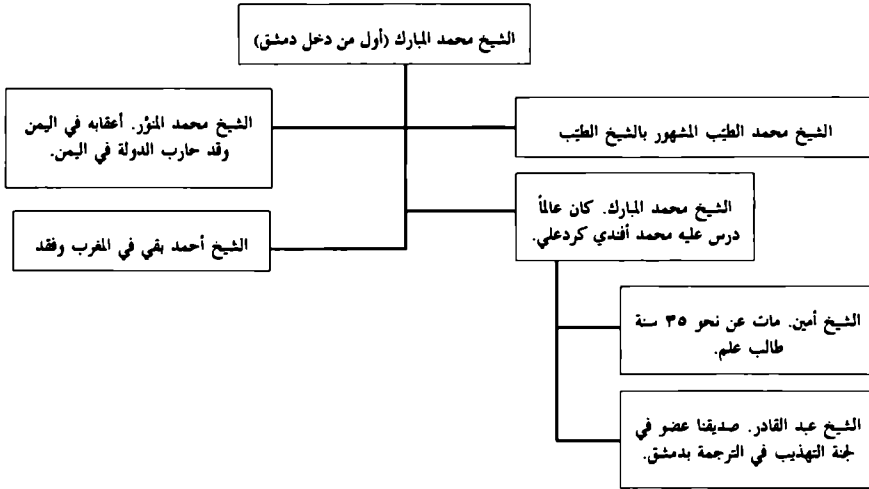 الشيخ محمد المبارك (أول من دخل دمشق)
الشيخ محمد الطيّب المشهور بالشيخ الطيّب
الشيخ محمد المنوّر. أعقابه في اليمن
وقد حارب الدولة في اليمن.
الشيخ محمد المبارك. كان عالماً
درس عليه محمد أفندي كردعلي.
الشيخ أحمد بقي في المغرب وفقد
الشيخ أمين. مات عن نحو ٣٥ سنة
طالب علم.
الشيخ عبد القادر. صديقنا عضو في
لجنة التهذيب في الترجمة بدمشق.